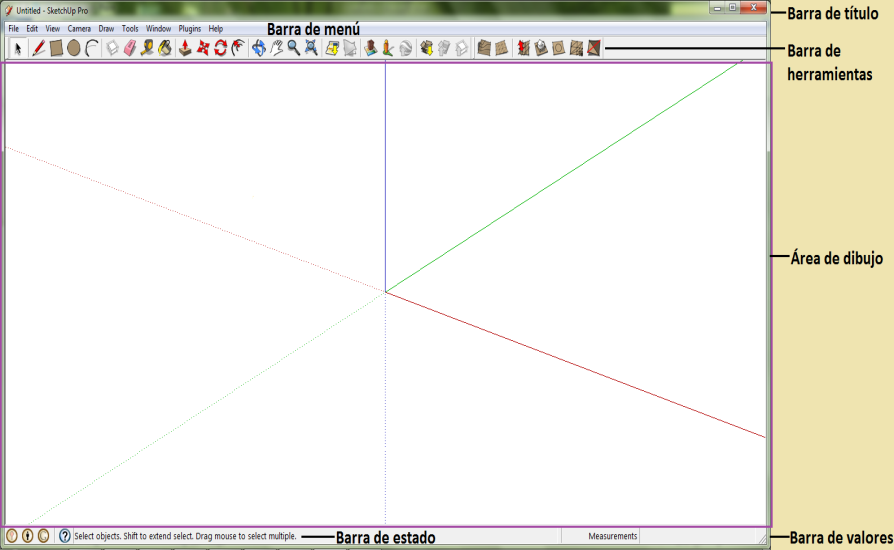 Untitled - SketchUp Pro
Barra de título
File Edit View Camera Draw Tools Window Plugins Help
Barra de menú
Barra de
herramientas
Área de dibujo
Select objects. Shift to extend select. Drag mouse to select multiple.
Barra de estado
Measurements
Barra de valores